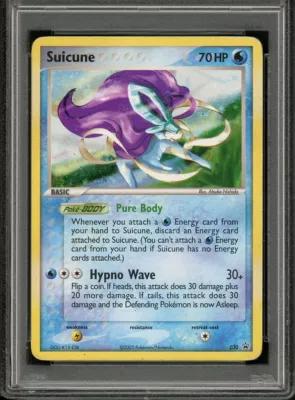 Suicune 70 HP
BASIC
Illus. Atsuko Nishida
Poké-BODY Pure Body
Whenever you attach a Energy card from
your hand to Suicune, discard an Energy card
attached to Suicune. (You can't attach a Energy
card from your hand if Suicune has no Energy
cards attached.)
Hypno Wave 30+
Flip a coin. If heads, this attack does 30 damage plus
20 more damage. If tails, this attack does 30 damage
and the Defending Pokémon is now Asleep.
weakness resistance retreat cost